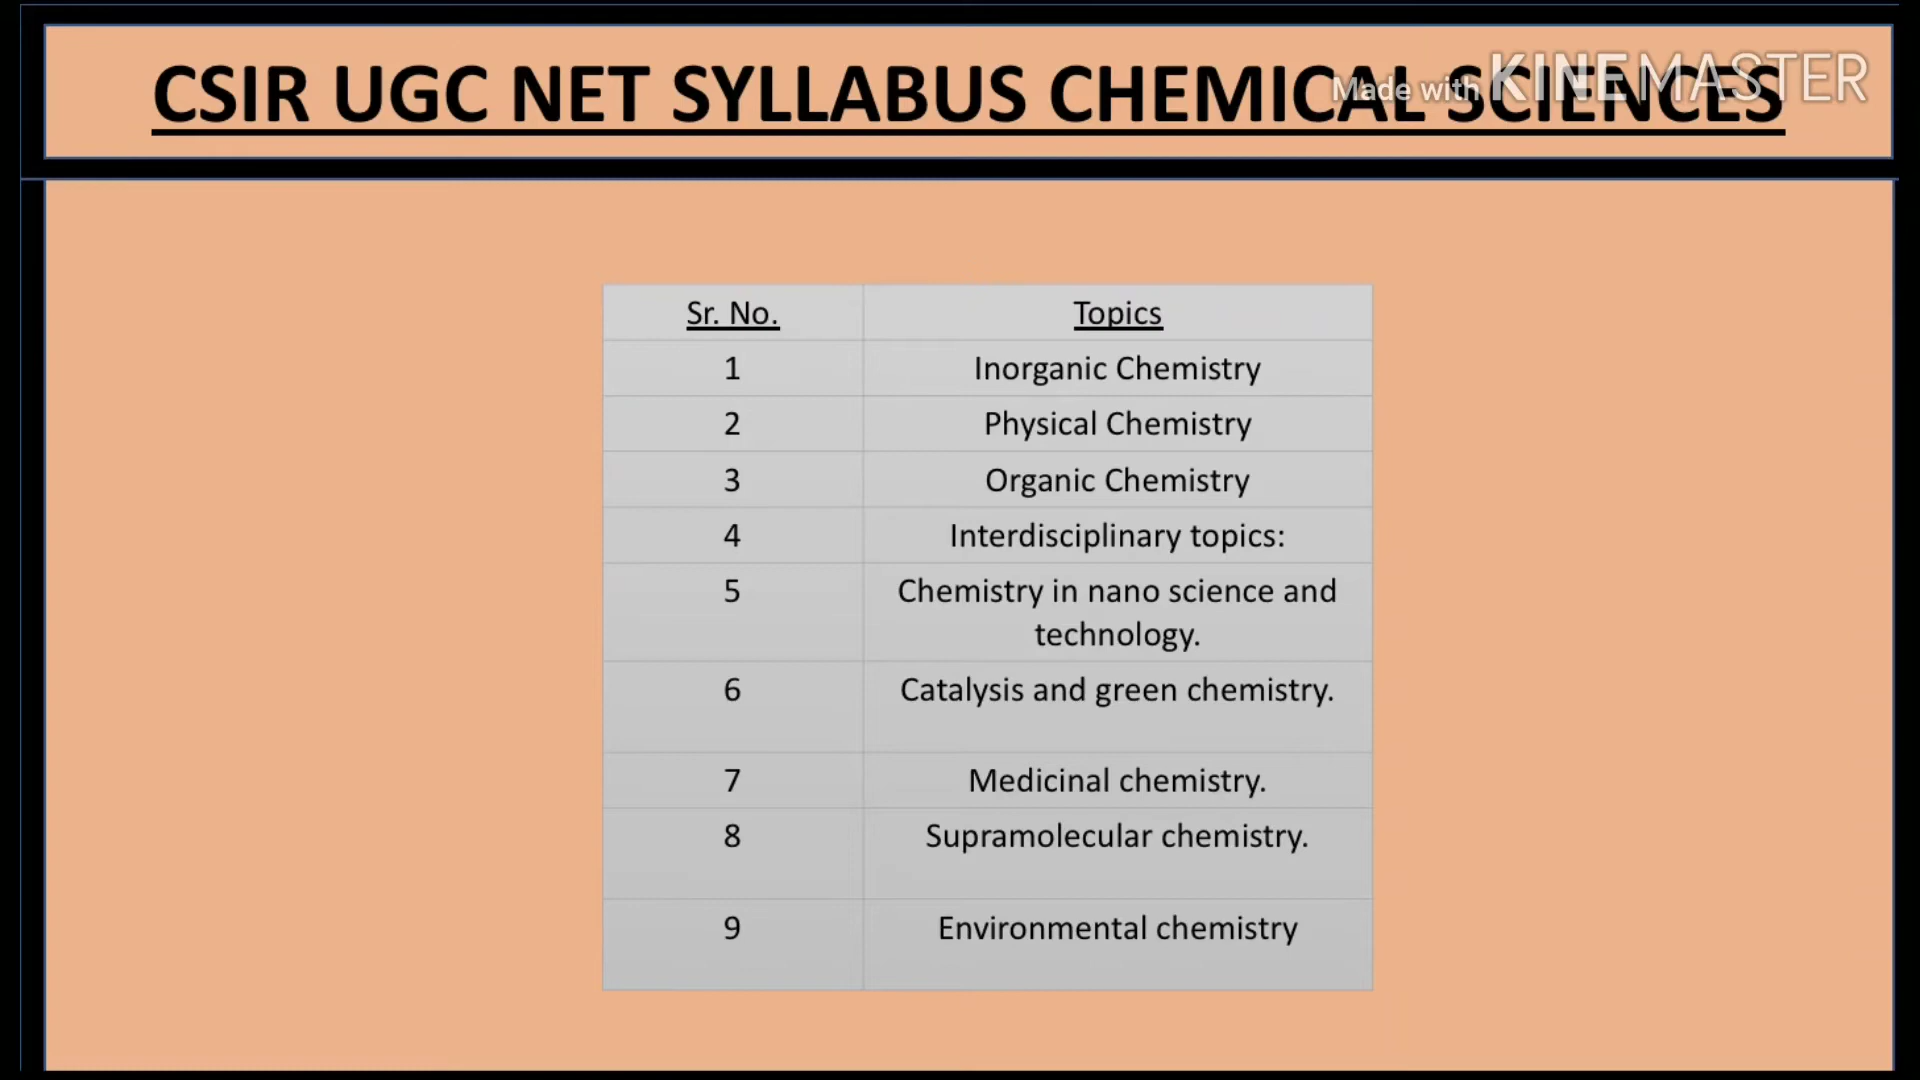 CSIR UGC NET SYLLABUS CHEMICAL SCIENCES
Made with KINEMASTER
Sr. No. Topics
1 Inorganic Chemistry
2 Physical Chemistry
3 Organic Chemistry
4 Interdisciplinary topics:
5 Chemistry in nano science and
technology.
6 Catalysis and green chemistry.
7 Medicinal chemistry.
8 Supramolecular chemistry.
9 Environmental chemistry